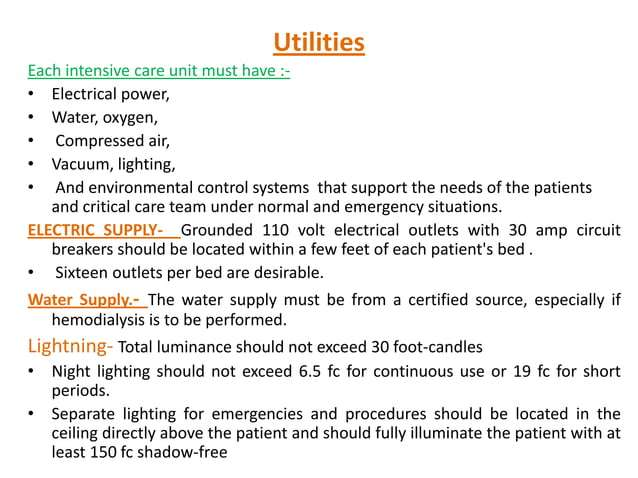 Utilities
Each intensive care unit must have :-
• Electrical power,
• Water, oxygen,
• Compressed air,
• Vacuum, lighting,
• And environmental control systems that support the needs of the patients
and critical care team under normal and emergency situations.
ELECTRIC SUPPLY- Grounded 110 volt electrical outlets with 30 amp circuit
breakers should be located within a few feet of each patient's bed .
• Sixteen outlets per bed are desirable.
Water Supply.- The water supply must be from a certified source, especially if
hemodialysis is to be performed.
Lightning- Total luminance should not exceed 30 foot-candles
• Night lighting should not exceed 6.5 fc for continuous use or 19 fc for short
periods.
• Separate lighting for emergencies and procedures should be located in the
ceiling directly above the patient and should fully illuminate the patient with at
least 150 fc shadow-free